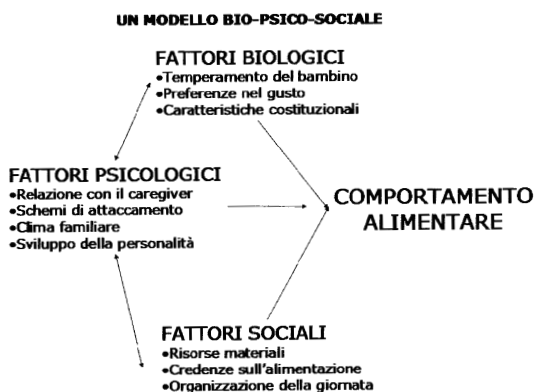 UN MODELLO BIO-PSICO-SOCIALE
FATTORI BIOLOGICI
•Temperamento del bambino
•Preferenze nel gusto
•Caratteristiche costituzionali
FATTORI PSICOLOGICI
•Relazione con il caregiver
•Schemi di attaccamento
•Clima familiare
•Sviluppo della personalità
COMPORTAMENTO
ALIMENTARE
FATTORI SOCIALI
•Risorse materiali
•Credenze sull'alimentazione
•Organizzazione della giornata